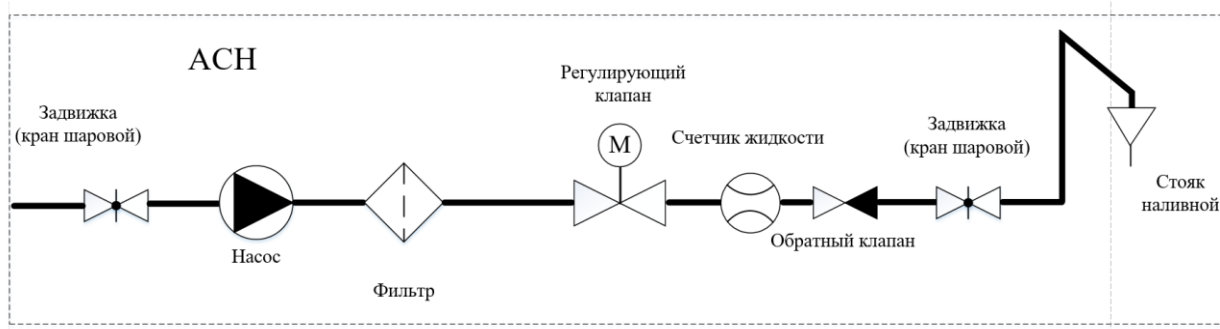 АСН
Регулирующий
клапан
Задвижка
(кран шаровой)
Счетчик жидкости
Задвижка
(кран шаровой)
М
Стояк
наливной
Насос
Обратный клапан
Фильтр